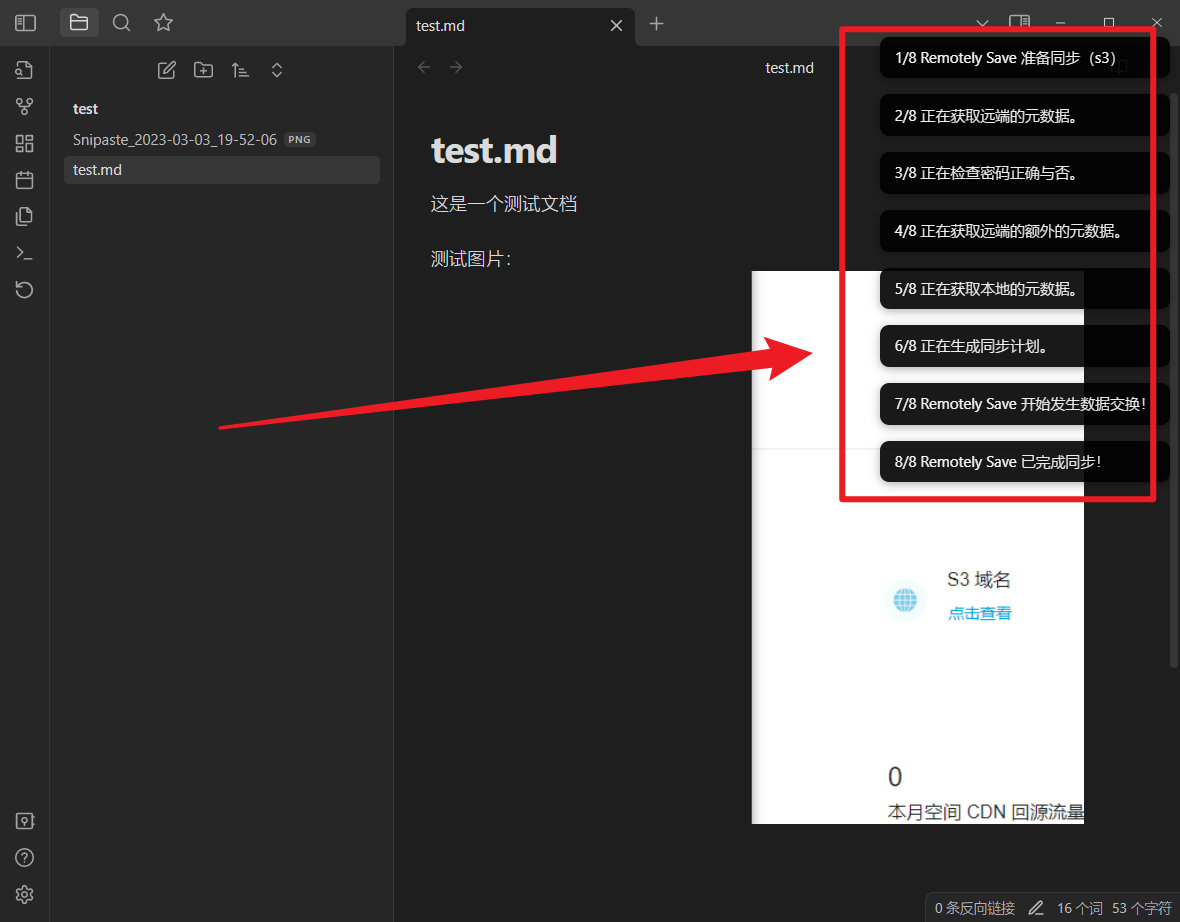 test.md
test
Snipaste_2023-03-03_19-52-06 PNG
test.md
test.md
test.md
这是一个测试文档
测试图片：
1/8 Remotely Save 准备同步（s3）
2/8 正在获取远端的元数据。
3/8 正在检查密码正确与否。
4/8 正在获取远端的额外的元数据。
5/8 正在获取本地的元数据。
6/8 正在生成同步计划。
7/8 Remotely Save 开始发生数据交换！
8/8 Remotely Save 已完成同步！
S3 域名
点击查看
0
本月空间 CDN 回源流量
0 条反向链接 16 个词 53 个字符